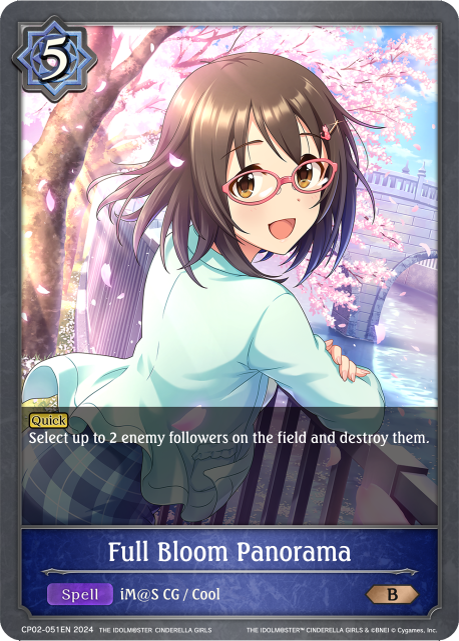 5
Quick
Select up to 2 enemy followers on the field and destroy them.
Full Bloom Panorama
Spell iM@S CG / Cool B
CP02-051EN 2024 THE IDOLM@STER CINDERELLA GIRLS THE IDOLM@STER™ CINDERELLA GIRLS & ©BNEI © Cygames, Inc.